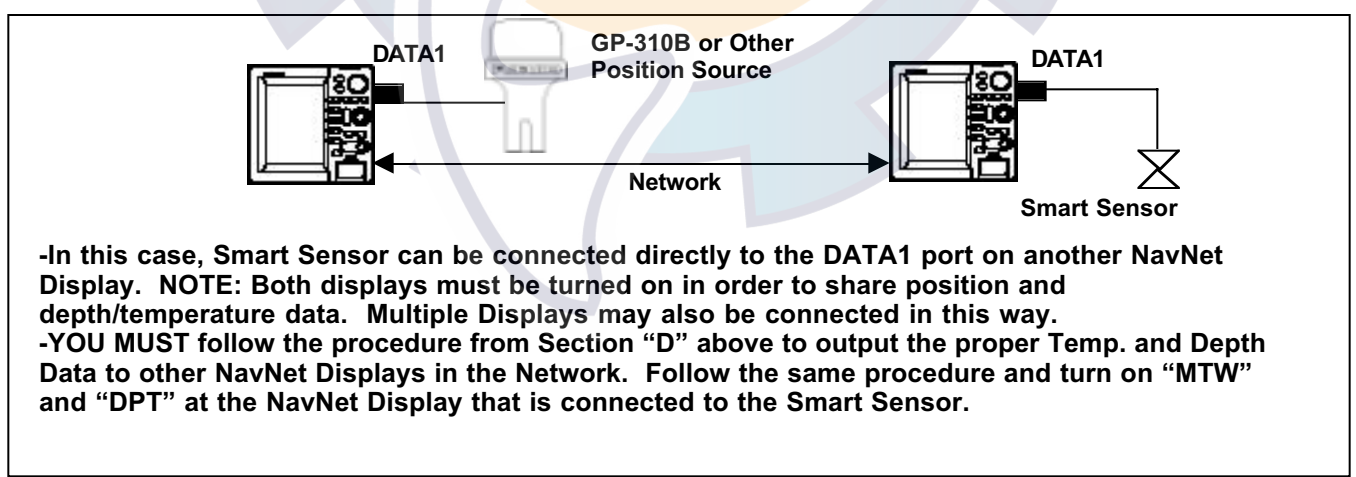 DATA1
GP-310B or Other
Position Source
DATA1
Network
Smart Sensor
-In this case, Smart Sensor can be connected directly to the DATA1 port on another NavNet
Display.  NOTE: Both displays must be turned on in order to share position and
depth/temperature data.  Multiple Displays may also be connected in this way.
-YOU MUST follow the procedure from Section “D” above to output the proper Temp. and Depth
Data to other NavNet Displays in the Network.  Follow the same procedure and turn on “MTW”
and “DPT” at the NavNet Display that is connected to the Smart Sensor.